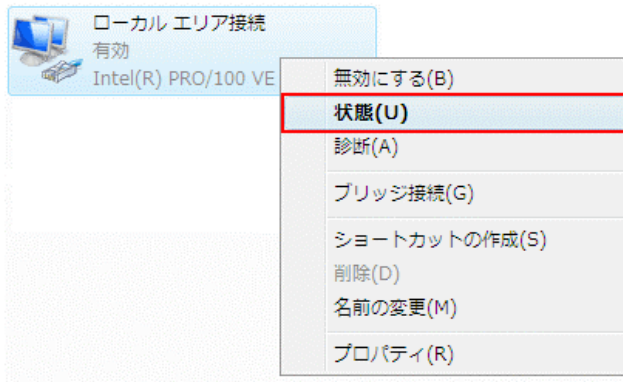 ローカル エリア接続
有効
Intel(R) PRO/100 VE
無効にする(B)
状態(U)
診断(A)
ブリッジ接続(G)
ショートカットの作成(S)
削除(D)
名前の変更(M)
プロパティ(R)